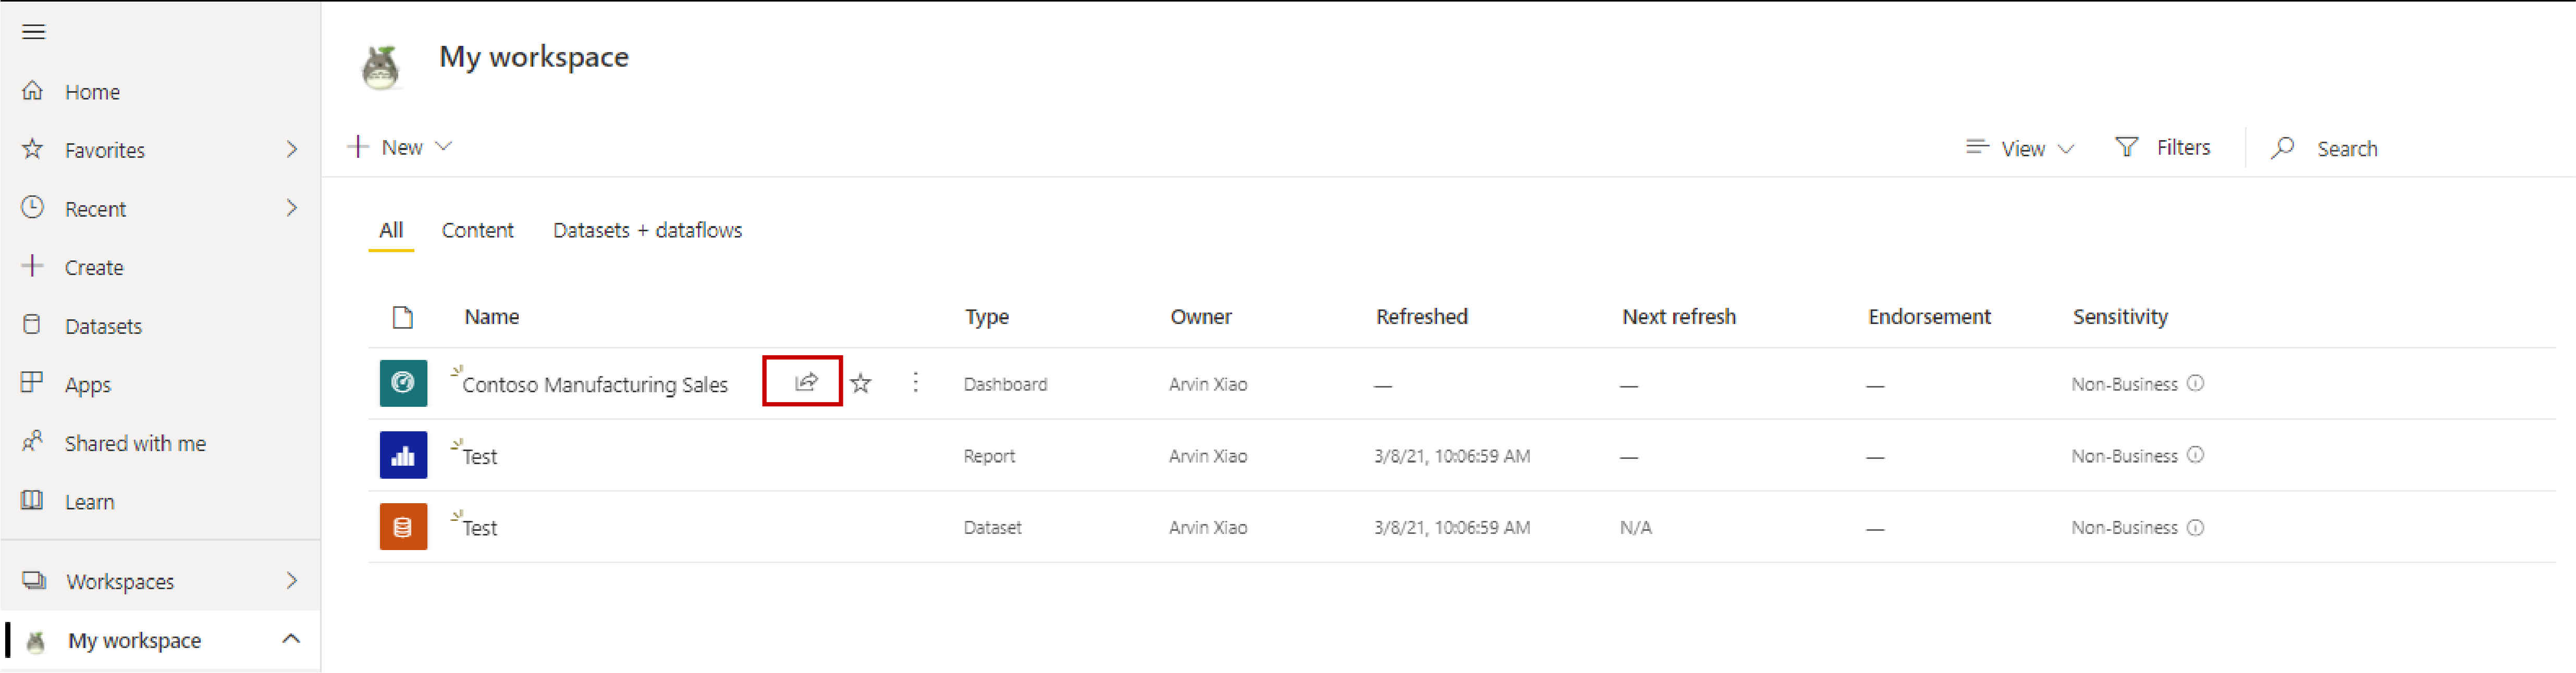 My workspace
Home
Favorites
Recent
Create
Datasets
Apps
Shared with me
Learn
Workspaces
My workspace
New
View
Filters
Search
All Content Datasets + dataflows
Name Type Owner Refreshed Next refresh Endorsement Sensitivity
Contoso Manufacturing Sales Dashboard Arvin Xiao — — — Non-Business
Test Report Arvin Xiao 3/8/21, 10:06:59 AM — — Non-Business
Test Dataset Arvin Xiao 3/8/21, 10:06:59 AM N/A — Non-Business